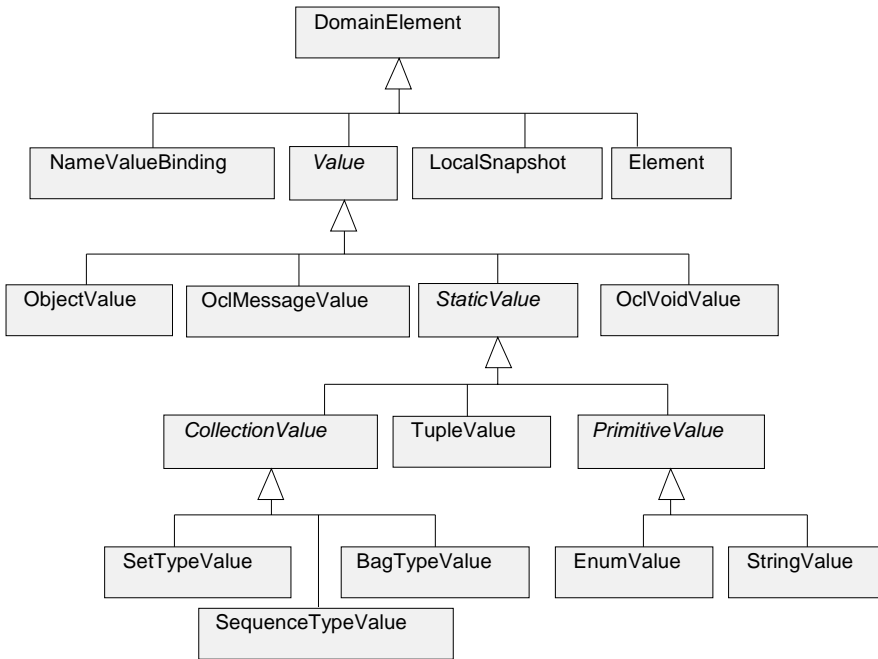 DomainElement
NameValueBinding
Value
LocalSnapshot
Element
ObjectValue
OclMessageValue
StaticValue
OclVoidValue
CollectionValue
TupleValue
PrimitiveValue
SetTypeValue
BagTypeValue
EnumValue
StringValue
SequenceTypeValue